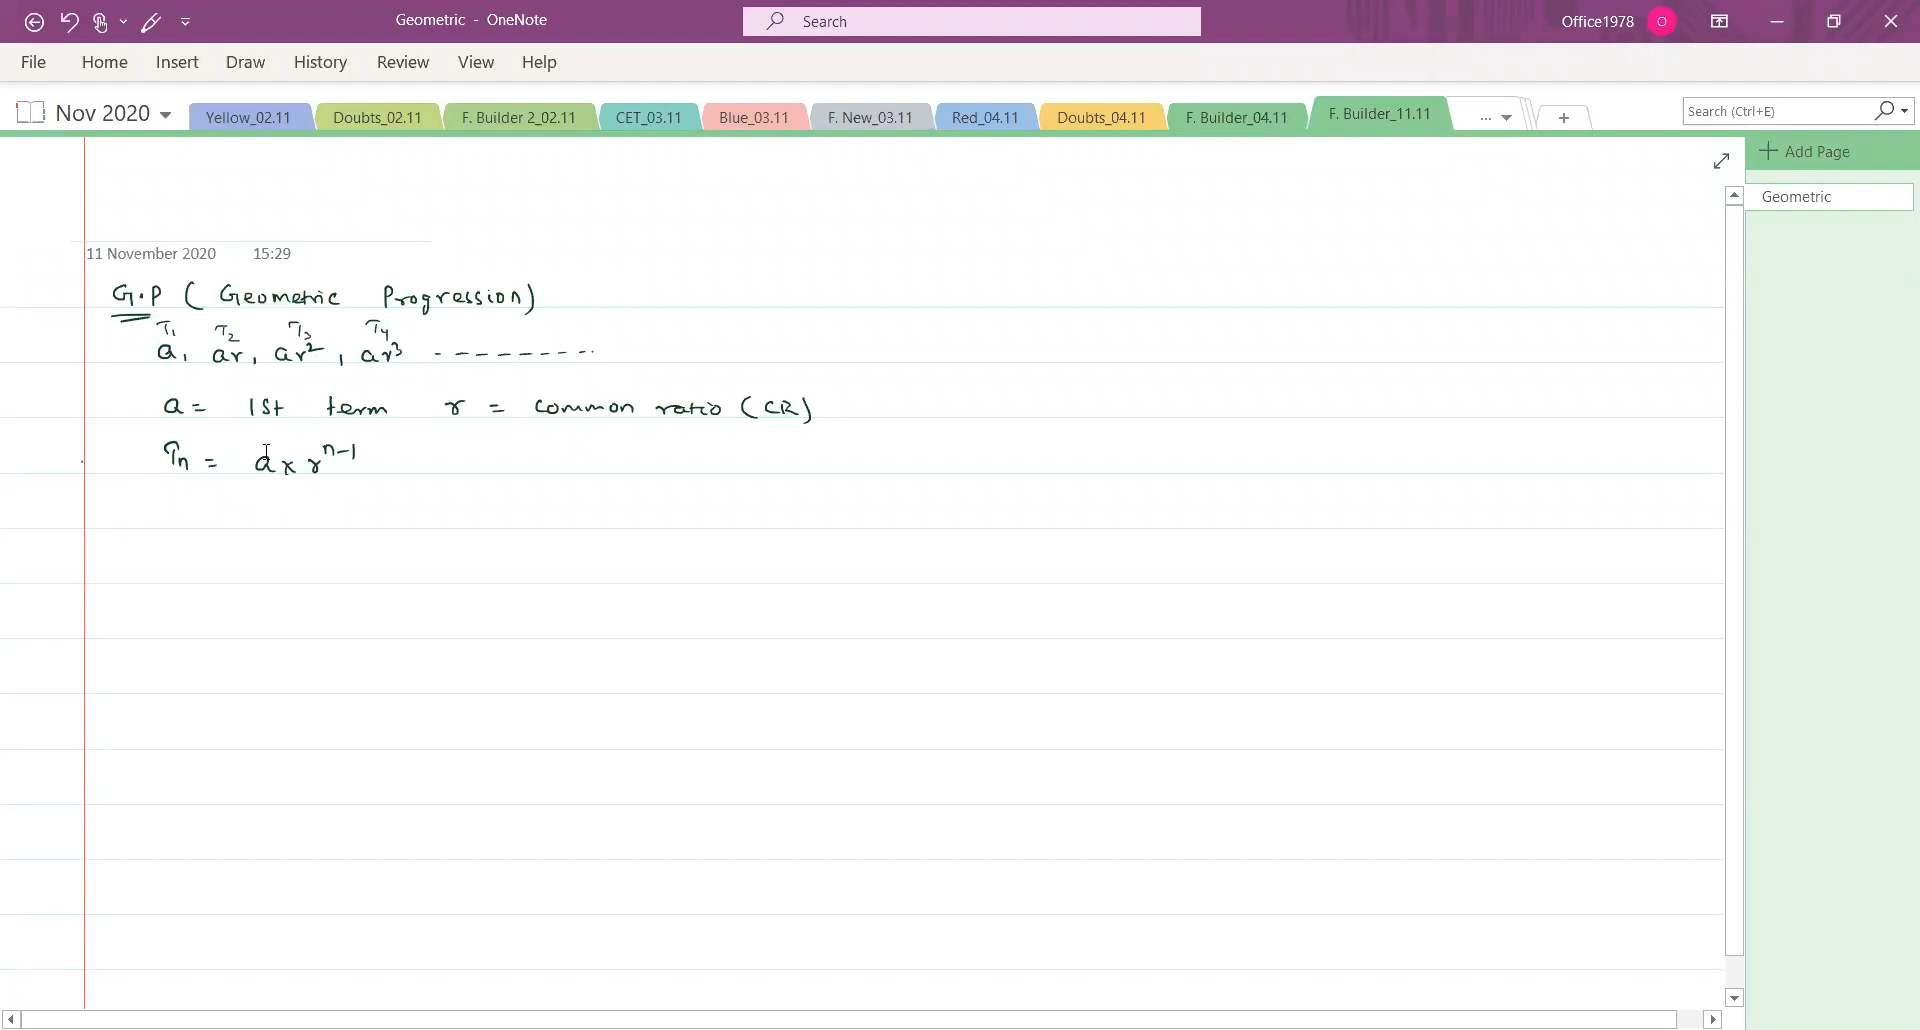 Geometric - OneNote
Search
Office1978
O
File Home Insert Draw History Review View Help
Nov 2020
Yellow_02.11
Doubts_02.11
F. Builder 2_02.11
CET_03.11
Blue_03.11
F. New_03.11
Red_04.11
Doubts_04.11
F. Builder_04.11
F. Builder_11.11
...
+
Search (Ctrl+E)
Add Page
Geometric
11 November 2020 15:29
G.P ( Geometric Progression)
T₁ T₂ T₃ T₄
a, ar, ar², ar³ ----------
a = 1st term r = common ratio (CR)
Tₙ = a x rⁿ⁻¹